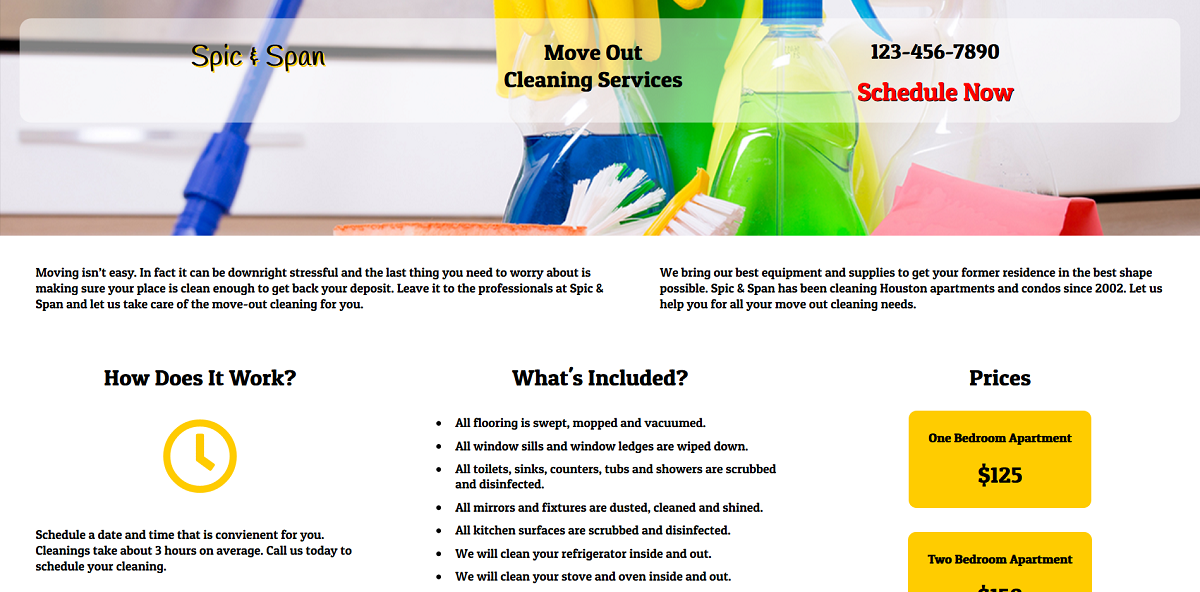 Spic & Span
Move Out
Cleaning Services
123-456-7890
Schedule Now
Moving isn't easy. In fact it can be downright stressful and the last thing you need to worry about is
making sure your place is clean enough to get back your deposit. Leave it to the professionals at Spic &
Span and let us take care of the move-out cleaning for you.
We bring our best equipment and supplies to get your former residence in the best shape
possible. Spic & Span has been cleaning Houston apartments and condos since 2002. Let us
help you for all your move out cleaning needs.
How Does It Work?
Schedule a date and time that is convienent for you.
Cleanings take about 3 hours on average. Call us today to
schedule your cleaning.
What's Included?
All flooring is swept, mopped and vacuumed.
All window sills and window ledges are wiped down.
All toilets, sinks, counters, tubs and showers are scrubbed
and disinfected.
All mirrors and fixtures are dusted, cleaned and shined.
All kitchen surfaces are scrubbed and disinfected.
We will clean your refrigerator inside and out.
We will clean your stove and oven inside and out.
Prices
One Bedroom Apartment
$125
Two Bedroom Apartment